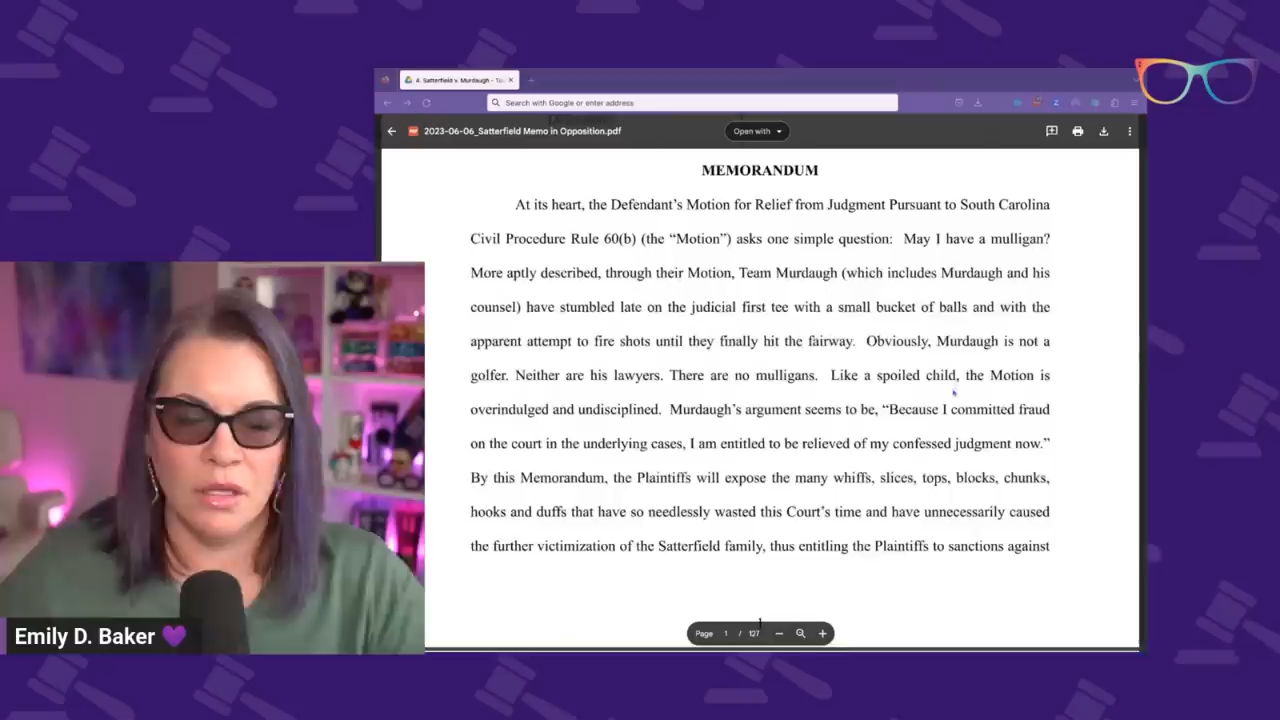 A. Satterfield v. Murdaugh - To
Search with Google or enter address
2023-06-06_Satterfield Memo in Opposition.pdf
Open with
MEMORANDUM
At its heart, the Defendant's Motion for Relief from Judgment Pursuant to South Carolina
Civil Procedure Rule 60(b) (the “Motion”) asks one simple question: May I have a mulligan?
More aptly described, through their Motion, Team Murdaugh (which includes Murdaugh and his
counsel) have stumbled late on the judicial first tee with a small bucket of balls and with the
apparent attempt to fire shots until they finally hit the fairway. Obviously, Murdaugh is not a
golfer. Neither are his lawyers. There are no mulligans. Like a spoiled child, the Motion is
overindulged and undisciplined. Murdaugh's argument seems to be, “Because I committed fraud
on the court in the underlying cases, I am entitled to be relieved of my confessed judgment now.”
By this Memorandum, the Plaintiffs will expose the many whiffs, slices, tops, blocks, chunks,
hooks and duffs that have so needlessly wasted this Court's time and have unnecessarily caused
the further victimization of the Satterfield family, thus entitling the Plaintiffs to sanctions against
1
Page 1 / 127
Emily D. Baker 💜